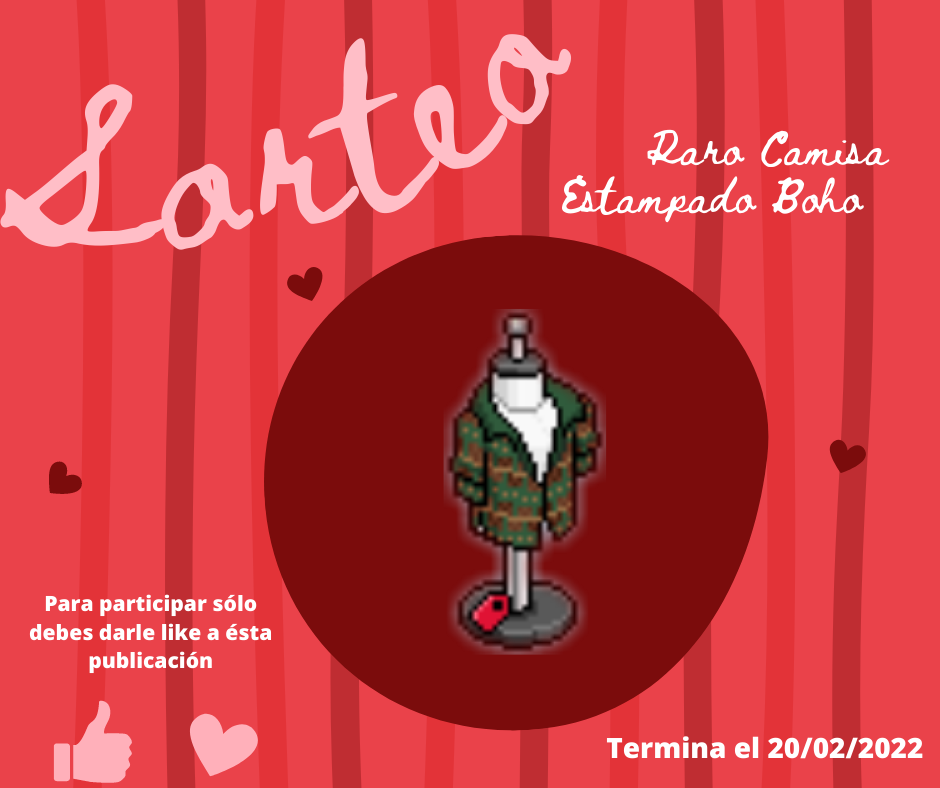 Sorteo
Raro Camisa
Estampado Boho
Para participar sólo
debes darle like a ésta
publicación
Termina el 20/02/2022